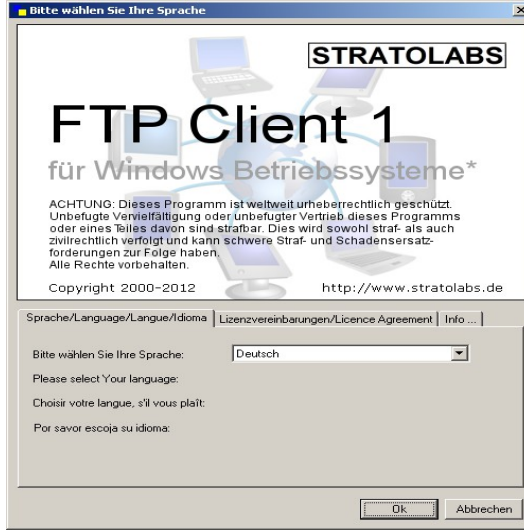 Bitte wählen Sie Ihre Sprache
STRATOLABS
FTP Client 1
für Windows Betriebssysteme*
ACHTUNG: Dieses Programm ist weltweit urheberrechtlich geschützt.
Unbefugte Vervielfältigung oder unbefugter Vertrieb dieses Programms
oder eines Teiles davon sind strafbar. Dies wird sowohl straf- als auch
zivilrechtlich verfolgt und kann schwere Straf- und Schadensersatz-
forderungen zur Folge haben.
Alle Rechte vorbehalten.
Copyright 2000-2012 http://www.stratolabs.de
Sprache/Language/Langue/Idioma Lizenzvereinbarungen/Licence Agreement Info ...
Bitte wählen Sie Ihre Sprache: Deutsch
Please select Your language:
Choisir votre langue, s'il vous plaît:
Por savor escoja su idioma:
Ok Abbrechen